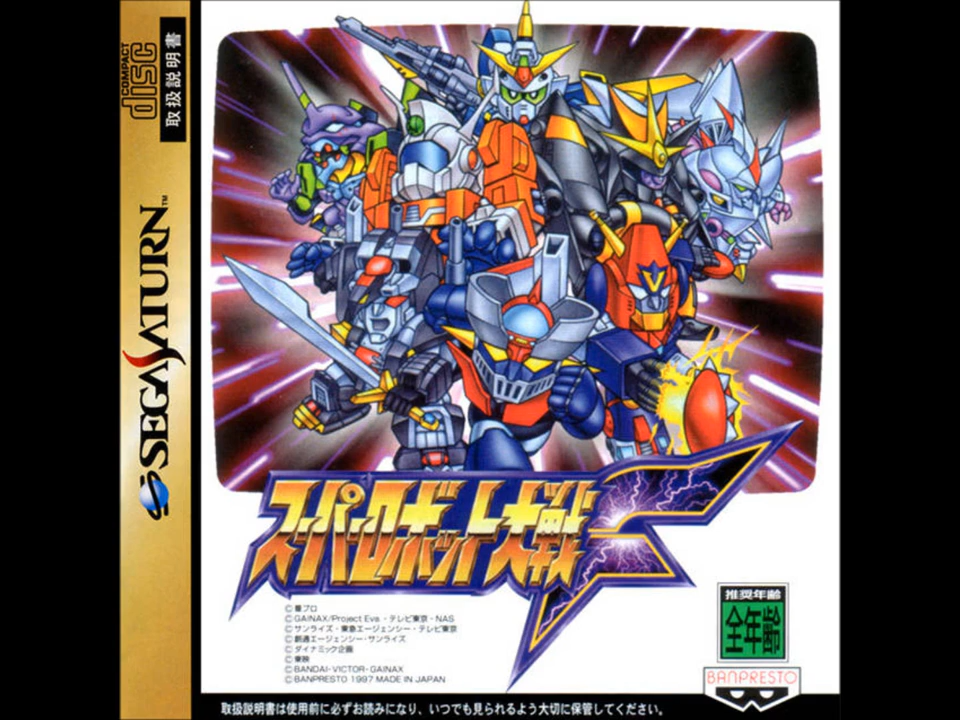 COMPACT
disc
取扱説明書
SEGA SATURN™
スーパーロボット大戦F
©葦プロ
©GAINAX/Project Eva.・テレビ東京・NAS
©サンライズ・東急エージェンシー・テレビ東京
©創通エージェンシー・サンライズ
©ダイナミック企画
©東映
©BANDAI・VICTOR・GAINAX
©BANPRESTO 1997 MADE IN JAPAN
推奨年齢
全年齢
BANPRESTO
取扱説明書は使用前に必ずお読みになり、いつでも見られるよう大切に保管してください。